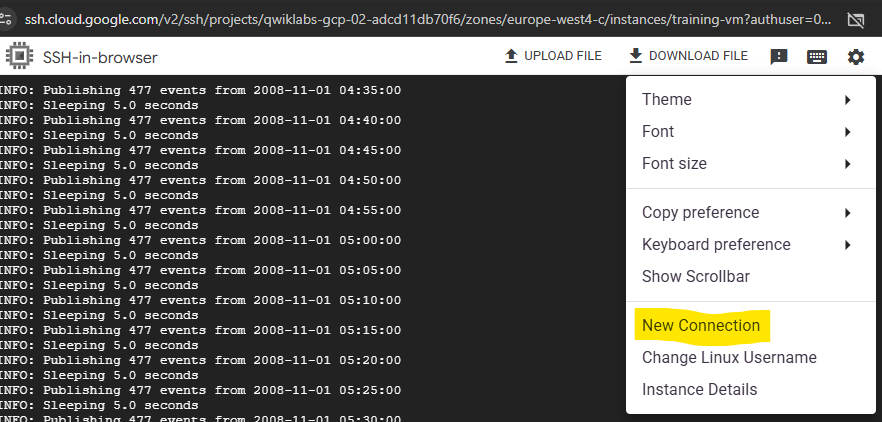 ssh.cloud.google.com/v2/ssh/projects/qwiklabs-gcp-02-adcd11db70f6/zones/europe-west4-c/instances/training-vm?authuser=0...
SSH-in-browser
UPLOAD FILE
DOWNLOAD FILE
INFO: Publishing 477 events from 2008-11-01 04:35:00
INFO: Sleeping 5.0 seconds
INFO: Publishing 477 events from 2008-11-01 04:40:00
INFO: Sleeping 5.0 seconds
INFO: Publishing 477 events from 2008-11-01 04:45:00
INFO: Sleeping 5.0 seconds
INFO: Publishing 477 events from 2008-11-01 04:50:00
INFO: Sleeping 5.0 seconds
INFO: Publishing 477 events from 2008-11-01 04:55:00
INFO: Sleeping 5.0 seconds
INFO: Publishing 477 events from 2008-11-01 05:00:00
INFO: Sleeping 5.0 seconds
INFO: Publishing 477 events from 2008-11-01 05:05:00
INFO: Sleeping 5.0 seconds
INFO: Publishing 477 events from 2008-11-01 05:10:00
INFO: Sleeping 5.0 seconds
INFO: Publishing 477 events from 2008-11-01 05:15:00
INFO: Sleeping 5.0 seconds
INFO: Publishing 477 events from 2008-11-01 05:20:00
INFO: Sleeping 5.0 seconds
INFO: Publishing 477 events from 2008-11-01 05:25:00
INFO: Sleeping 5.0 seconds
INFO: Publishing 477 events from 2008-11-01 05:30:00
Theme
Font
Font size
Copy preference
Keyboard preference
Show Scrollbar
New Connection
Change Linux Username
Instance Details